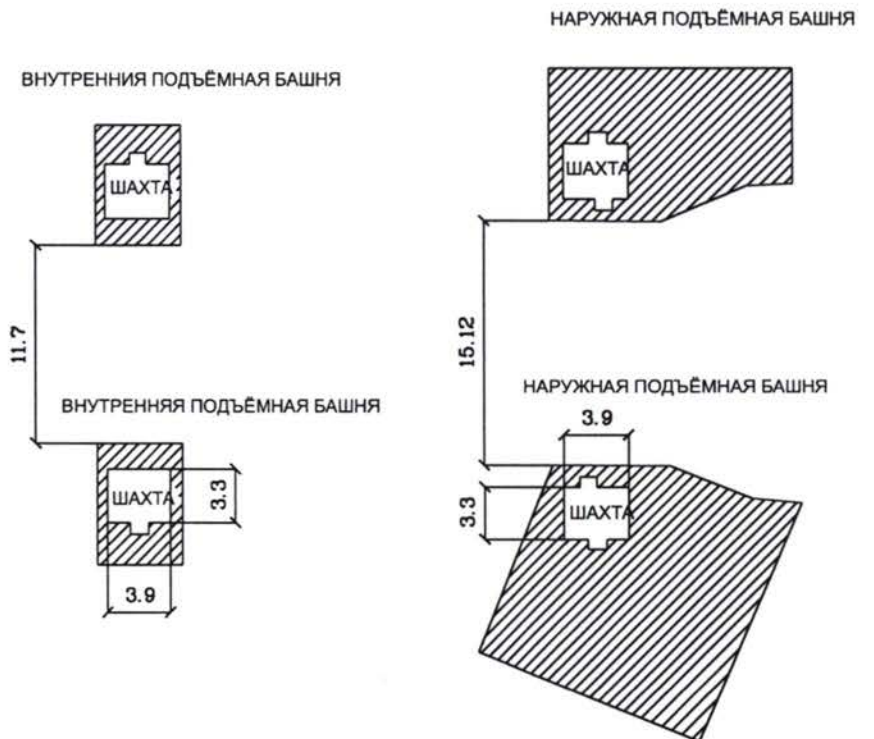 НАРУЖНАЯ ПОДЪЁМНАЯ БАШНЯ
ВНУТРЕННИЯ ПОДЪЁМНАЯ БАШНЯ
ШАХТА
ШАХТА
11.7
15.12
ВНУТРЕННЯЯ ПОДЪЁМНАЯ БАШНЯ
НАРУЖНАЯ ПОДЪЁМНАЯ БАШНЯ
3.9
ШАХТА
3.3
3.3
ШАХТА
3.9